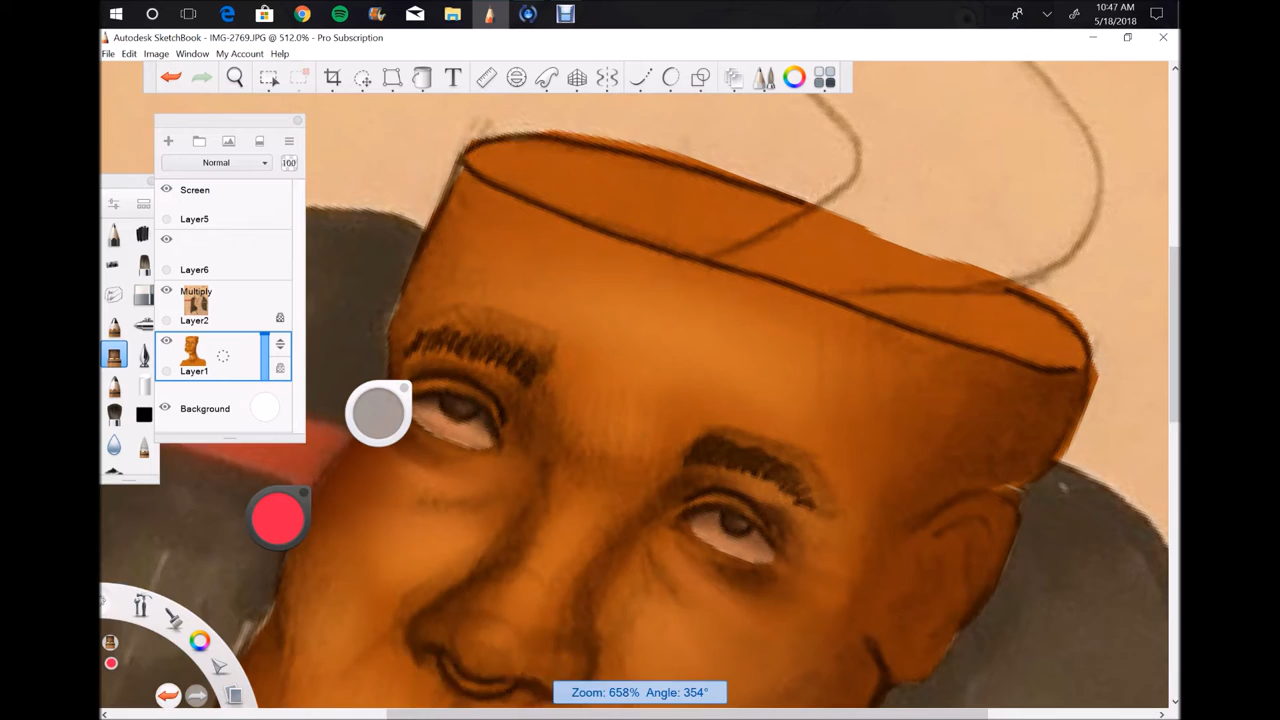 10:47 AM
5/18/2018
Autodesk SketchBook - IMG-2769.JPG @ 512.0% - Pro Subscription
File Edit Image Window My Account Help
T
Normal
100
Screen
Layer5
Layer6
Multiply
Layer2
Layer1
Background
Zoom: 658% Angle: 354°